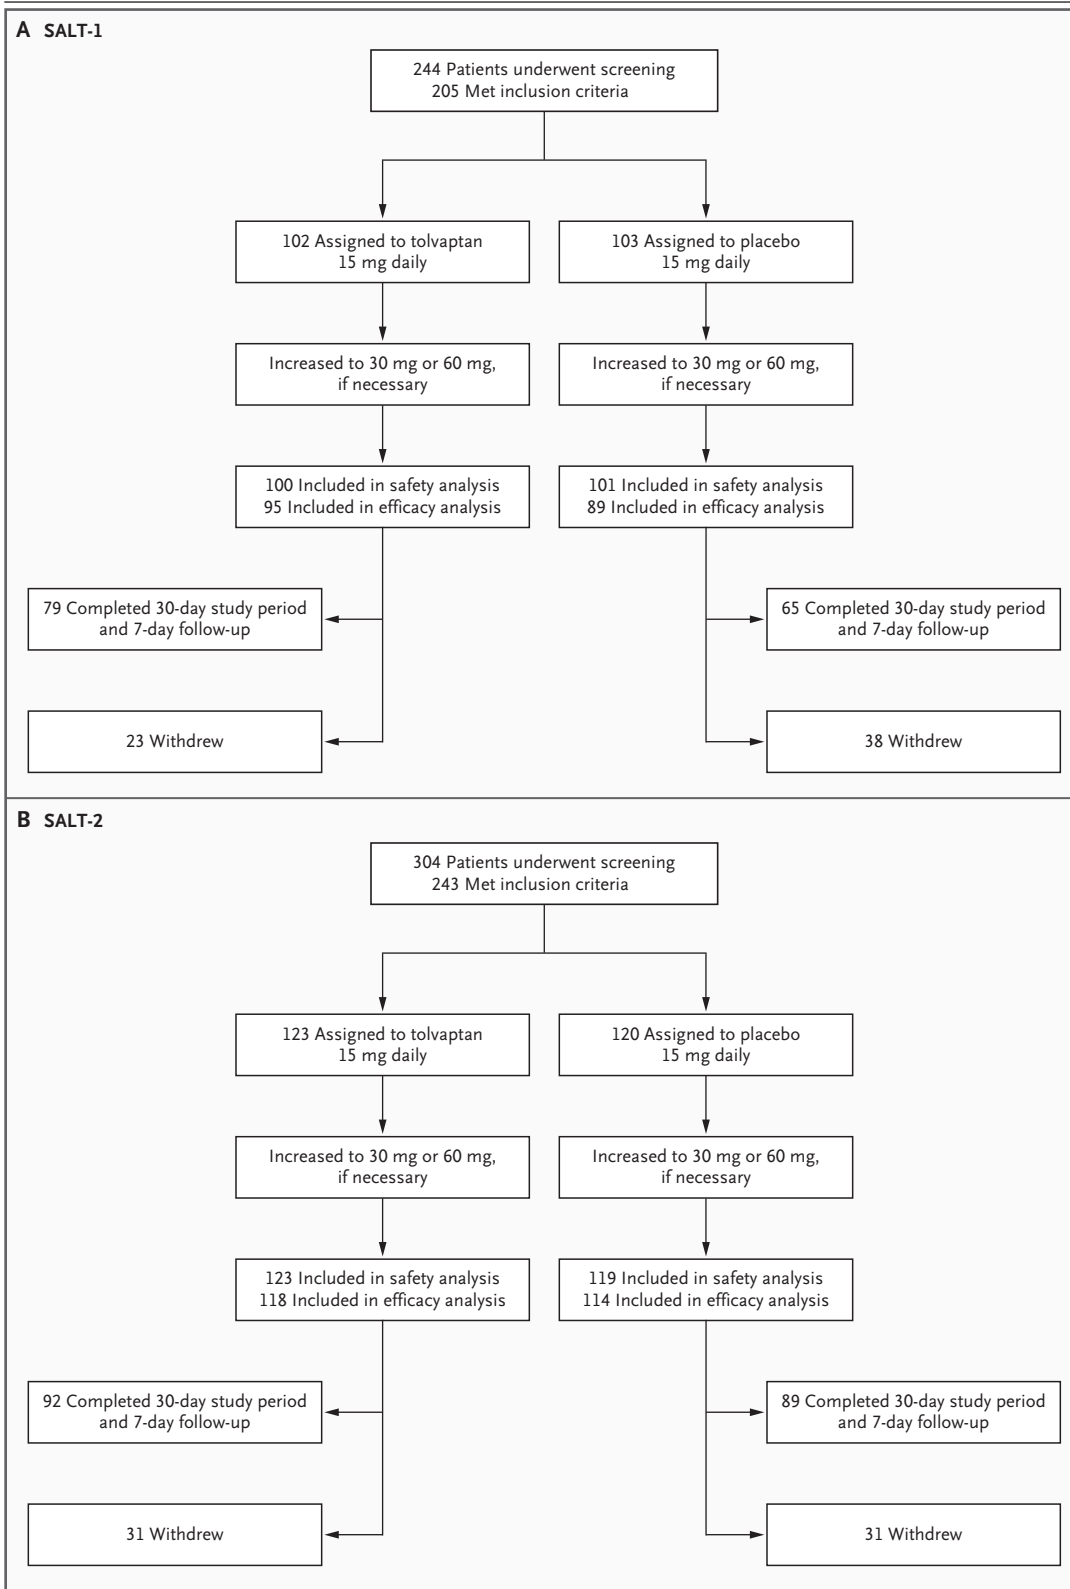 A SALT-1
244 Patients underwent screening
205 Met inclusion criteria
102 Assigned to tolvaptan
15 mg daily
103 Assigned to placebo
15 mg daily
Increased to 30 mg or 60 mg,
if necessary
Increased to 30 mg or 60 mg,
if necessary
100 Included in safety analysis
95 Included in efficacy analysis
101 Included in safety analysis
89 Included in efficacy analysis
79 Completed 30-day study period
and 7-day follow-up
65 Completed 30-day study period
and 7-day follow-up
23 Withdrew
38 Withdrew
B SALT-2
304 Patients underwent screening
243 Met inclusion criteria
123 Assigned to tolvaptan
15 mg daily
120 Assigned to placebo
15 mg daily
Increased to 30 mg or 60 mg,
if necessary
Increased to 30 mg or 60 mg,
if necessary
123 Included in safety analysis
118 Included in efficacy analysis
119 Included in safety analysis
114 Included in efficacy analysis
92 Completed 30-day study period
and 7-day follow-up
89 Completed 30-day study period
and 7-day follow-up
31 Withdrew
31 Withdrew